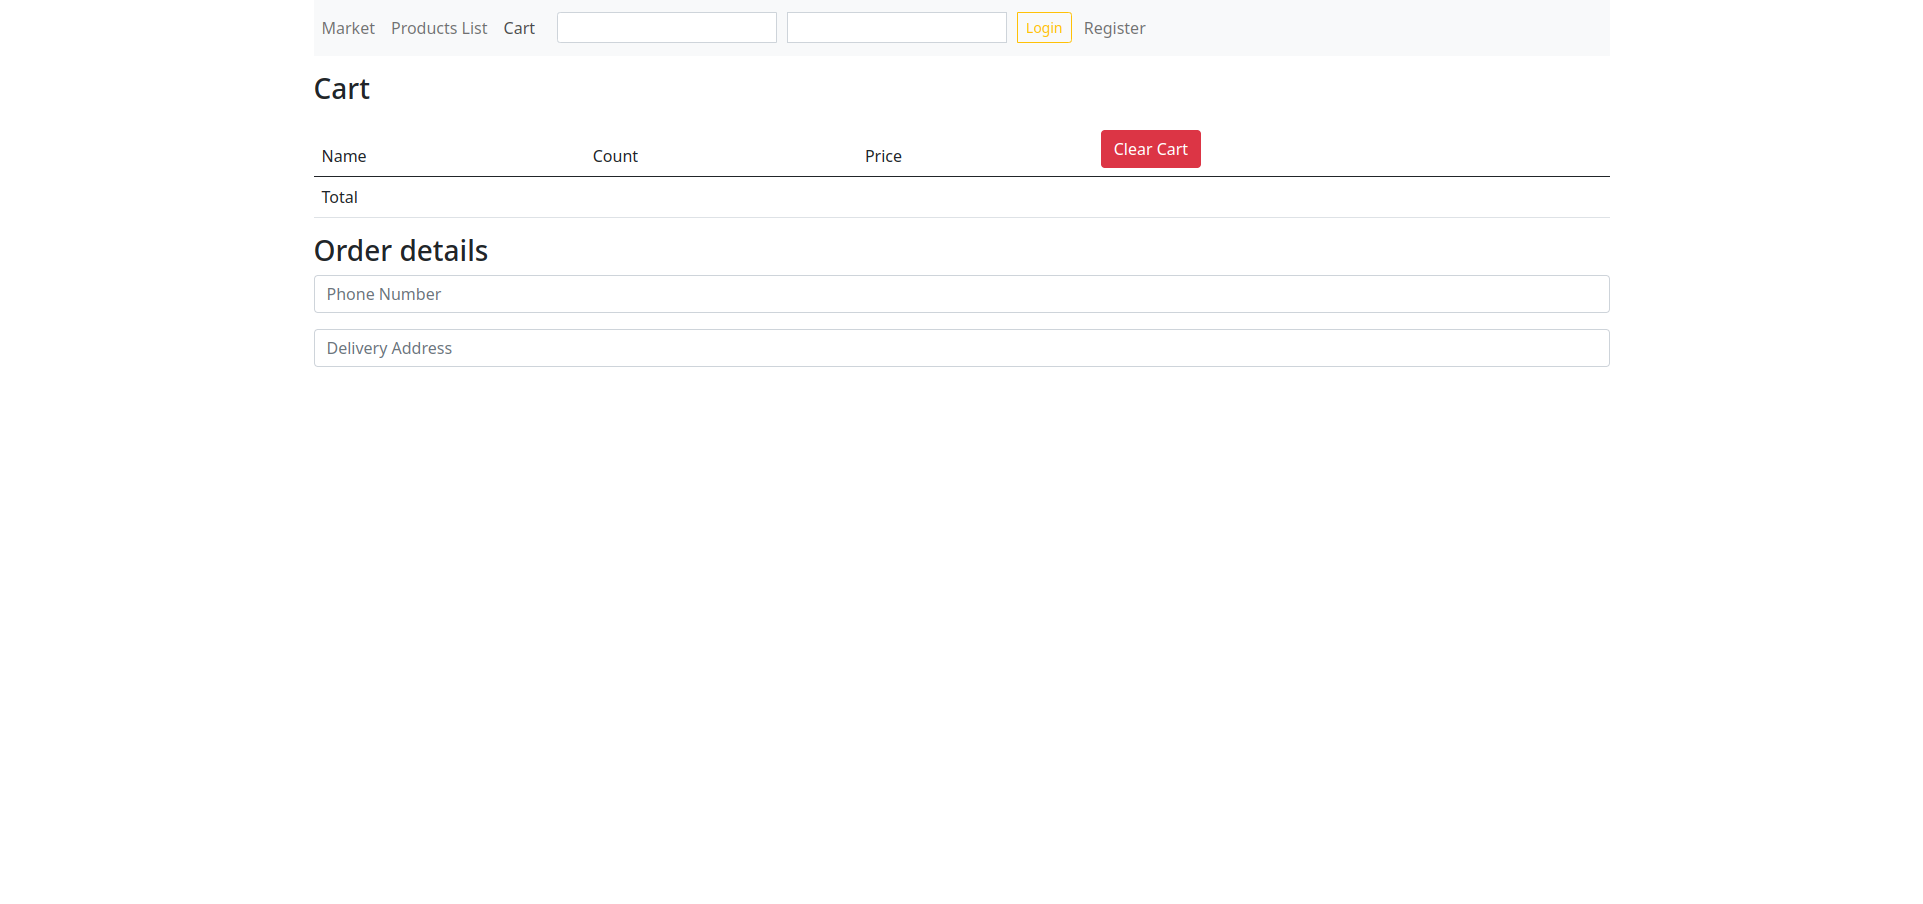 Market Products List Cart Login Register
Cart
Name Count Price Clear Cart
Total
Order details
Phone Number
Delivery Address